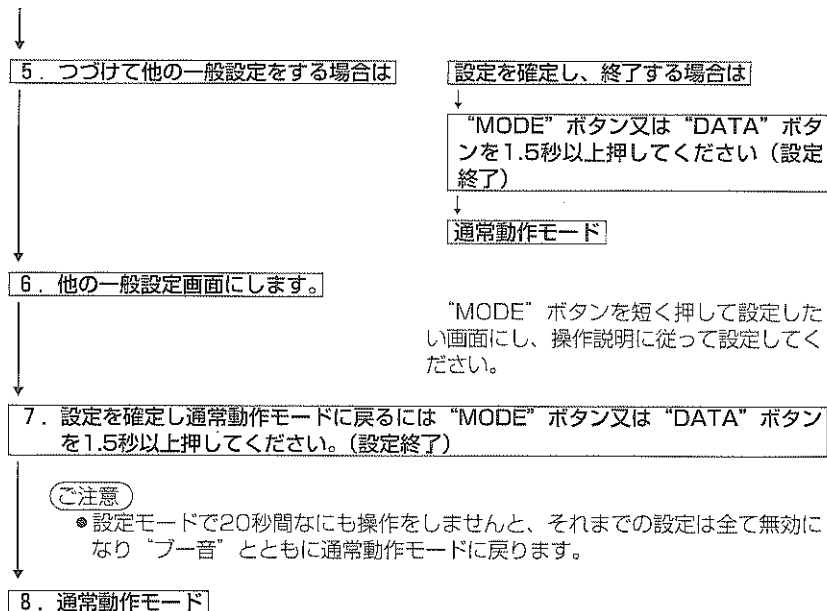 5．つづけて他の一般設定をする場合は
設定を確定し、終了する場合は
“MODE”ボタン又は“DATA”ボタ
ンを1.5秒以上押してください（設定
終了）
通常動作モード
6．他の一般設定画面にします。
“MODE”ボタンを短く押して設定した
い画面にし、操作説明に従って設定してく
ださい。
7．設定を確定し通常動作モードに戻るには“MODE”ボタン又は“DATA”ボタン
を1.5秒以上押してください。（設定終了）
ご注意
●設定モードで20秒間なにも操作をしませんと、それまでの設定は全て無効に
なり“ブー音”とともに通常動作モードに戻ります。
8．通常動作モード